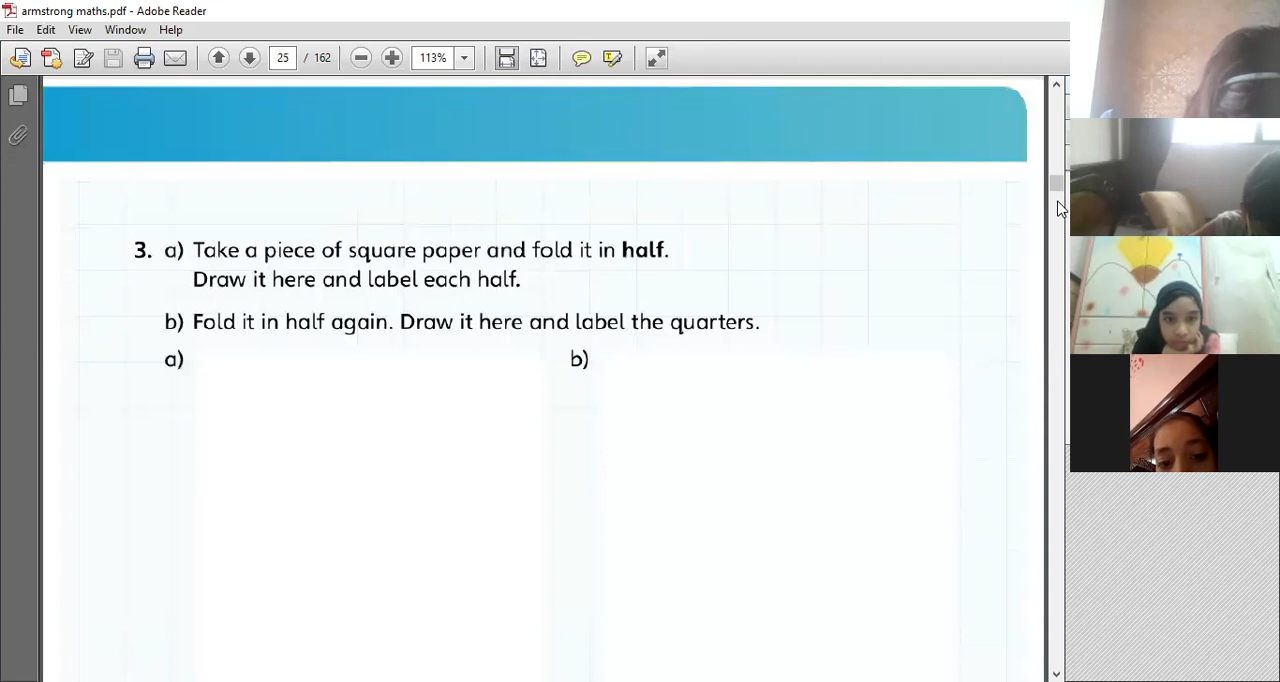 armstrong maths.pdf - Adobe Reader
File Edit View Window Help
25 / 162 113%
3. a) Take a piece of square paper and fold it in half.
Draw it here and label each half.
b) Fold it in half again. Draw it here and label the quarters.
a) b)